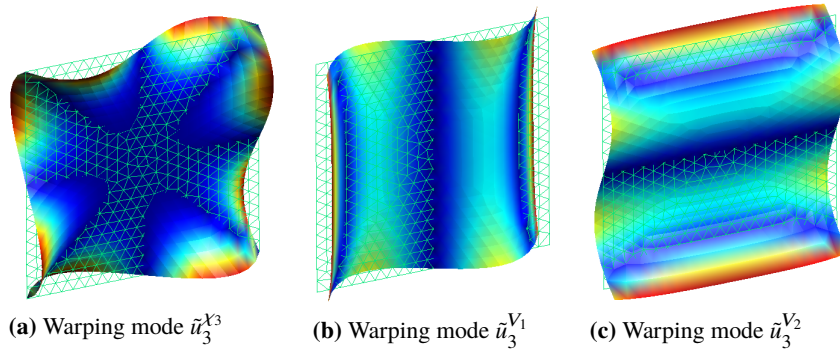 (a) Warping mode ũ₃^χ₃
(b) Warping mode ũ₃^V₁
(c) Warping mode ũ₃^V₂